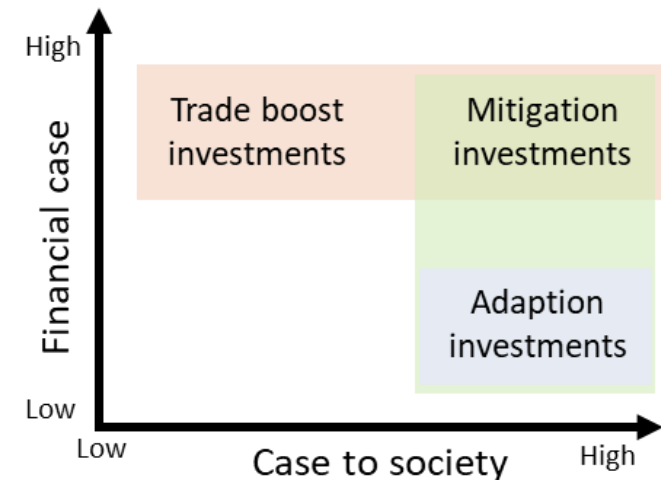 High
Financial case
Low
Trade boost
investments
Mitigation
investments
Adaption
investments
Low
Case to society
High